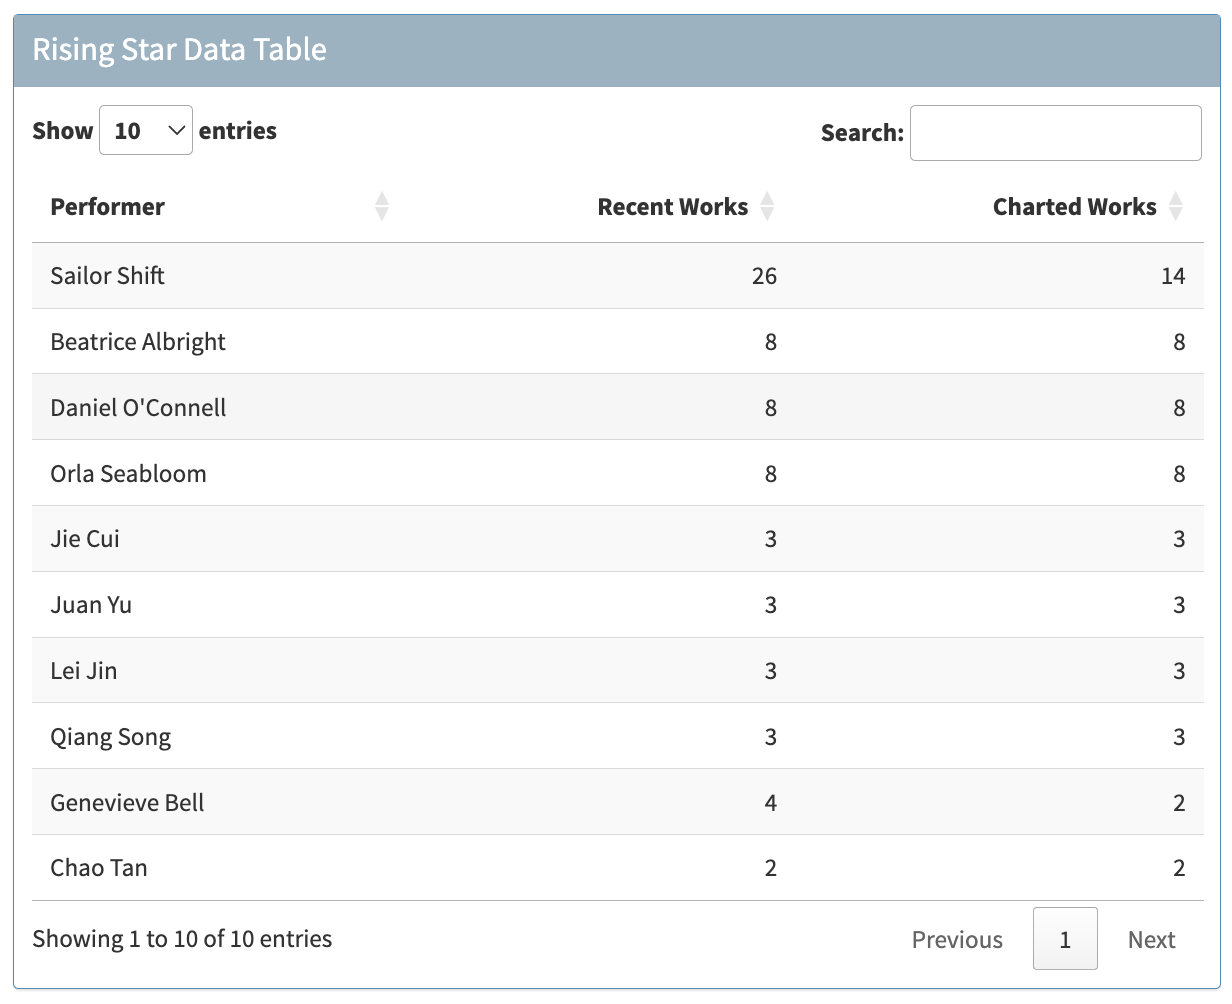 Rising Star Data Table
Show 10 entries Search:
Performer Recent Works Charted Works
Sailor Shift 26 14
Beatrice Albright 8 8
Daniel O'Connell 8 8
Orla Seabloom 8 8
Jie Cui 3 3
Juan Yu 3 3
Lei Jin 3 3
Qiang Song 3 3
Genevieve Bell 4 2
Chao Tan 2 2
Showing 1 to 10 of 10 entries Previous 1 Next